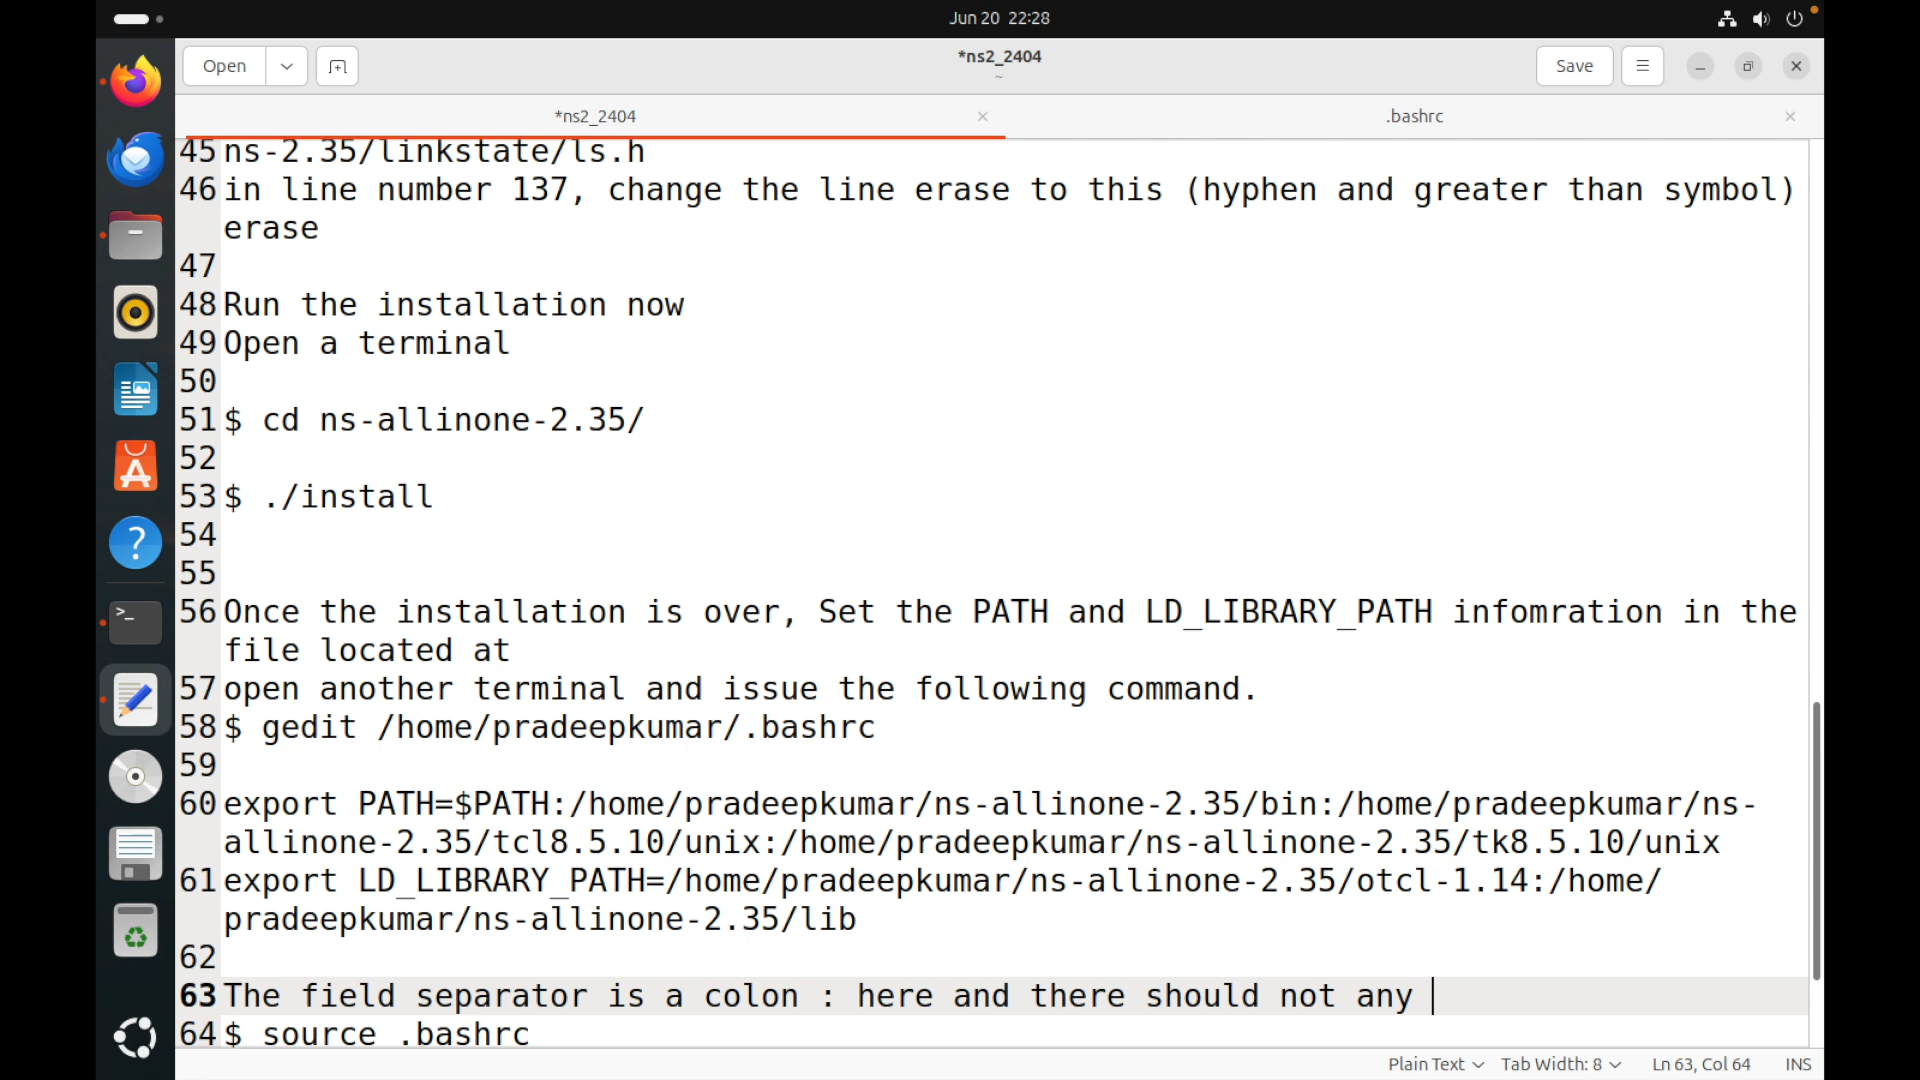 Jun 20 22:28
Open
*ns2_2404
~
Save
*ns2_2404
.bashrc
45 ns-2.35/linkstate/ls.h
46 in line number 137, change the line erase to this (hyphen and greater than symbol)
erase
47
48 Run the installation now
49 Open a terminal
50
51 $ cd ns-allinone-2.35/
52
53 $ ./install
54
55
56 Once the installation is over, Set the PATH and LD_LIBRARY_PATH infomration in the
file located at
57 open another terminal and issue the following command.
58 $ gedit /home/pradeepkumar/.bashrc
59
60 export PATH=$PATH:/home/pradeepkumar/ns-allinone-2.35/bin:/home/pradeepkumar/ns-
allinone-2.35/tcl8.5.10/unix:/home/pradeepkumar/ns-allinone-2.35/tk8.5.10/unix
61 export LD_LIBRARY_PATH=/home/pradeepkumar/ns-allinone-2.35/otcl-1.14:/home/
pradeepkumar/ns-allinone-2.35/lib
62
63 The field separator is a colon : here and there should not any
64 $ source .bashrc
Plain Text Tab Width: 8 Ln 63, Col 64 INS